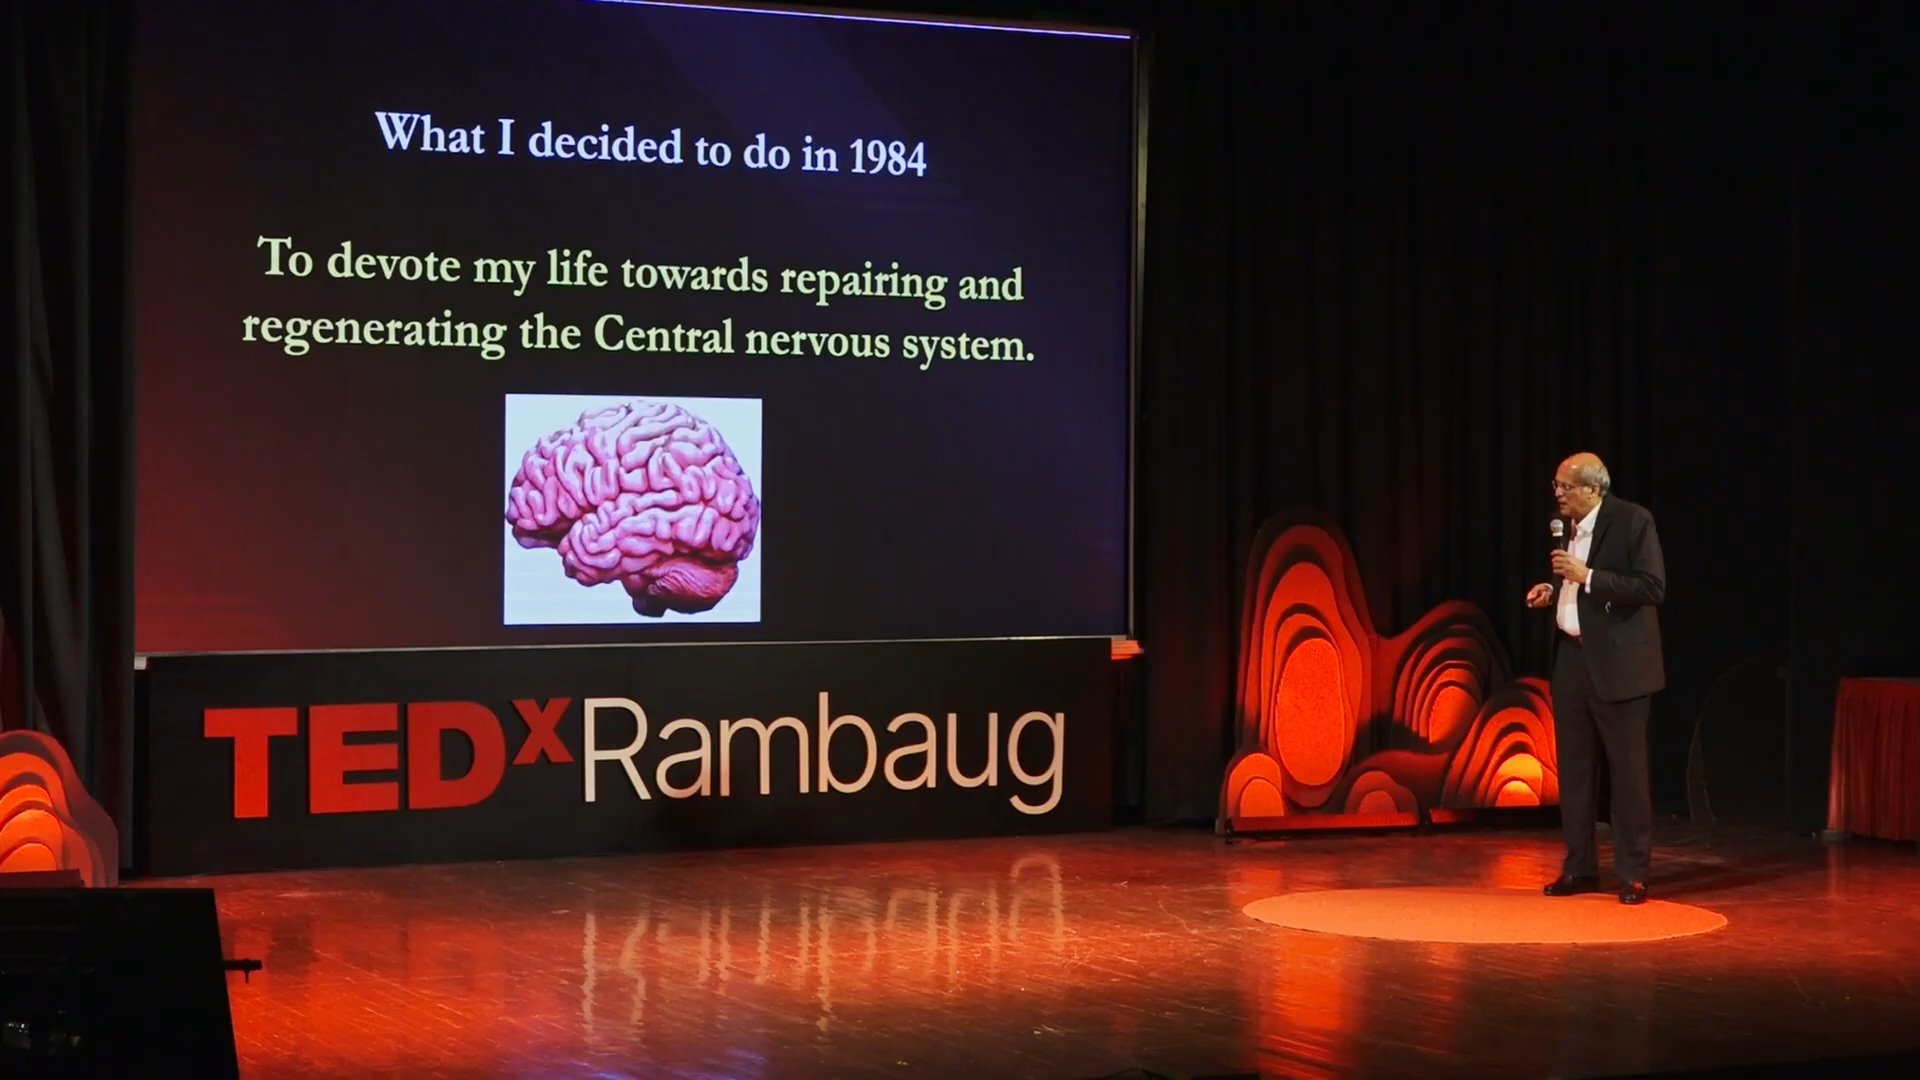 What I decided to do in 1984
To devote my life towards repairing and
regenerating the Central nervous system.
TEDxRambaug